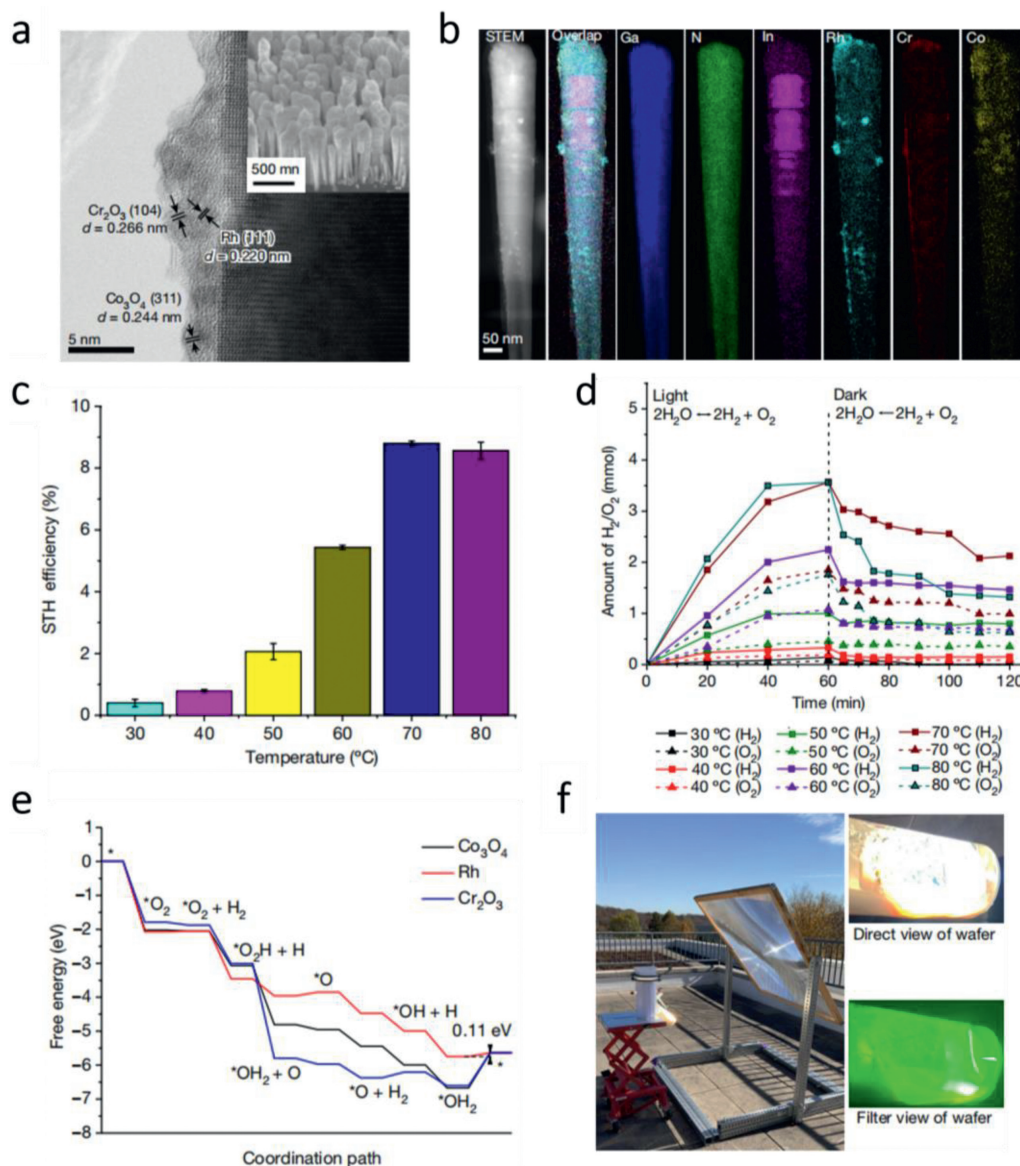 a
500 mn
Cr2O3 (104)
d = 0.266 nm
Rh (111)
d = 0.220 nm
Co3O4 (311)
d = 0.244 nm
5 nm
b
STEM Overlap Ga N In Rh Cr Co
50 nm
c
STH efficiency (%)
10
8
6
4
2
0
30 40 50 60 70 80
Temperature (ºC)
d
Light
2H2O ← 2H2 + O2
Dark
2H2O ← 2H2 + O2
Amount of H2/O2 (mmol)
5
4
3
2
1
0
0 20 40 60 80 100 120
Time (min)
30 ºC (H2) 50 ºC (H2) 70 ºC (H2)
30 ºC (O2) 50 ºC (O2) 70 ºC (O2)
40 ºC (H2) 60 ºC (H2) 80 ºC (H2)
40 ºC (O2) 60 ºC (O2) 80 ºC (O2)
e
Free energy (eV)
1
0
−1
−2
−3
−4
−5
−6
−7
−8
*
*O2
*O2 + H2
*O2H + H
*O
*OH + H
0.11 eV
*
*OH2 + O
*O + H2
*OH2
Co3O4
Rh
Cr2O3
Coordination path
f
Direct view of wafer
Filter view of wafer